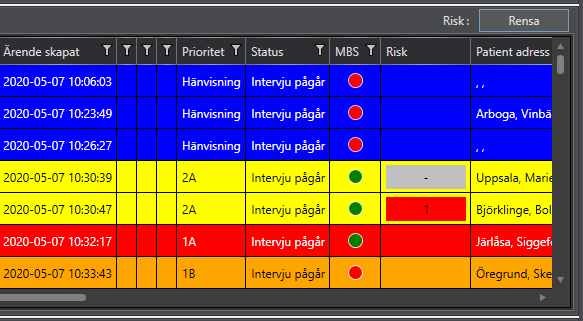 Risk: Rensa
Ärende skapat Prioritet Status MBS Risk Patient adress
2020-05-07 10:06:03 Hänvisning Intervju pågår , ,
2020-05-07 10:23:49 Hänvisning Intervju pågår Arboga, Vinbä
2020-05-07 10:26:27 Hänvisning Intervju pågår , ,
2020-05-07 10:30:39 2A Intervju pågår - Uppsala, Marie
2020-05-07 10:30:47 2A Intervju pågår 1 Björklinge, Bol
2020-05-07 10:32:17 1A Intervju pågår Järlåsa, Siggef
2020-05-07 10:33:43 1B Intervju pågår Öregrund, Ske